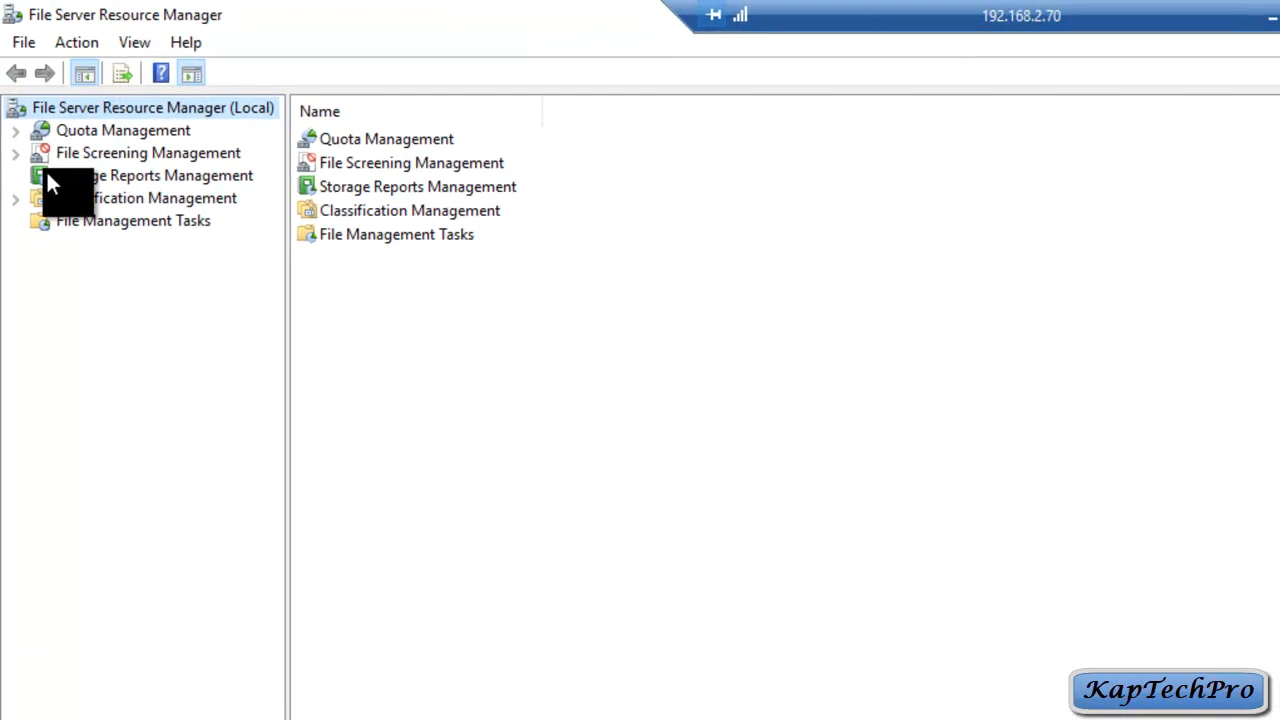 File Server Resource Manager
192.168.2.70
File Action View Help
File Server Resource Manager (Local)
Quota Management
File Screening Management
ge Reports Management
fication Management
File Management Tasks
Name
Quota Management
File Screening Management
Storage Reports Management
Classification Management
File Management Tasks
KapTechPro